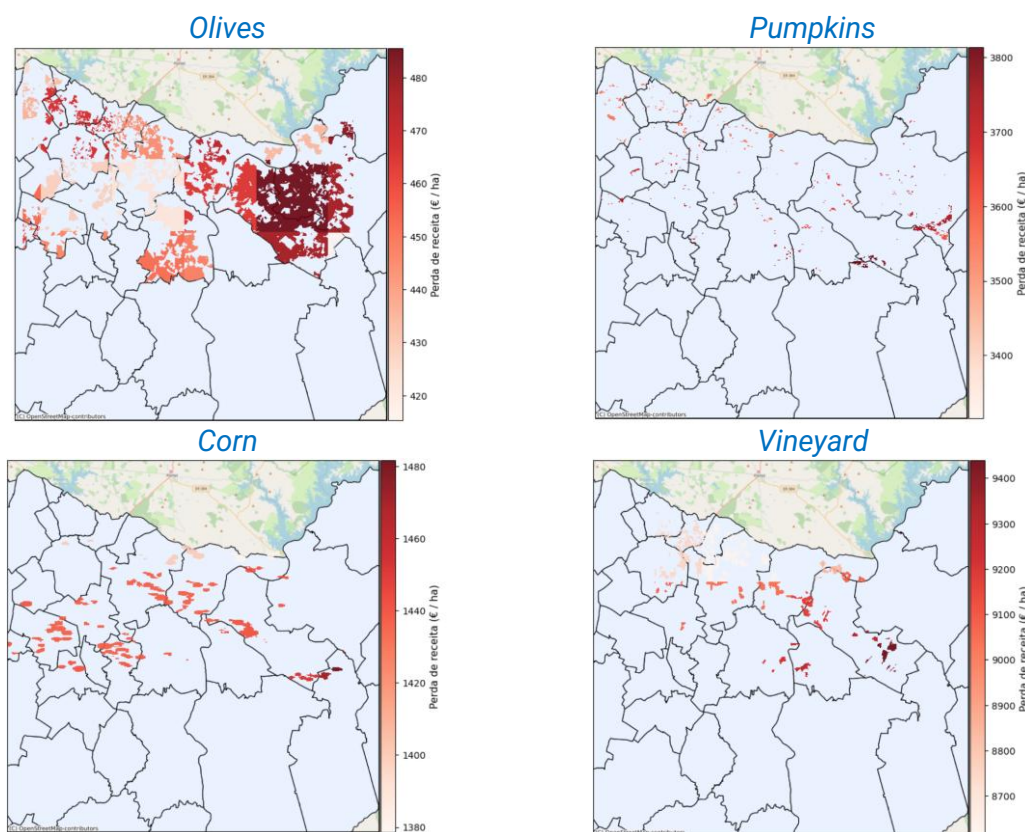 Olives
Pumpkins
480
470
460
450
440
430
420
Perda de receita (€ / ha)
(C) OpenStreetMap contributors
3800
3700
3600
3500
3400
Perda de receita (€ / ha)
(C) OpenStreetMap contributors
Corn
Vineyard
1480
1460
1440
1420
1400
1380
Perda de receita (€ / ha)
(C) OpenStreetMap contributors
9400
9300
9200
9100
9000
8900
8800
8700
Perda de receita (€ / ha)
(C) OpenStreetMap contributors